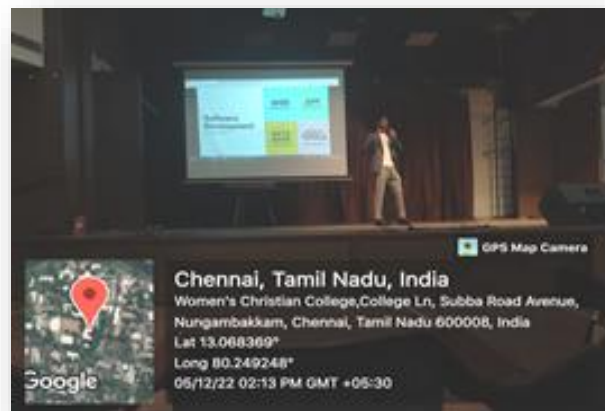 Software
Development
GPS Map Camera
Chennai, Tamil Nadu, India
Women's Christian College,College Ln, Subba Road Avenue,
Nungambakkam, Chennai, Tamil Nadu 600008, India
Lat 13.068369°
Long 80.249248°
05/12/22 02:13 PM GMT +05:30
Google